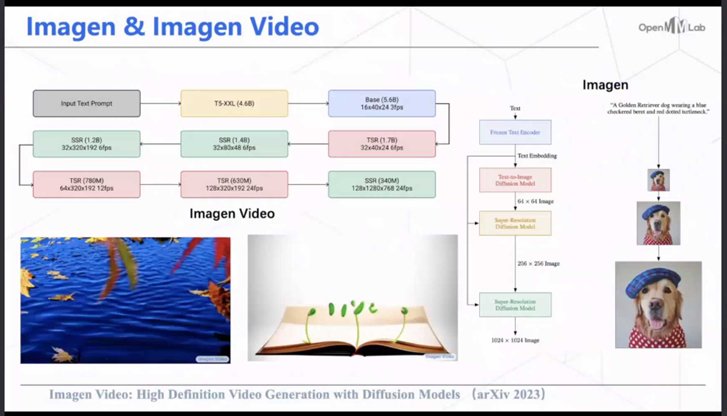 Imagen & Imagen Video
OpenMMLab
Input Text Prompt
T5-XXL (4.6B)
Base (5.6B)
16x40x24 3fps
SSR (1.2B)
32x320x192 6fps
SSR (1.4B)
32x80x48 6fps
TSR (1.7B)
32x40x24 6fps
TSR (780M)
64x320x192 12fps
TSR (630M)
128x320x192 24fps
SSR (340M)
128x1280x768 24fps
Imagen Video
Imagen Video
Imagen Video
Imagen
Text
Frozen Text Encoder
Text Embedding
Text-to-Image
Diffusion Model
64 × 64 Image
Super-Resolution
Diffusion Model
256 × 256 Image
Super-Resolution
Diffusion Model
1024 × 1024 Image
"A Golden Retriever dog wearing a blue
checkered beret and red dotted turtleneck."
Imagen Video: High Definition Video Generation with Diffusion Models （arXiv 2023）